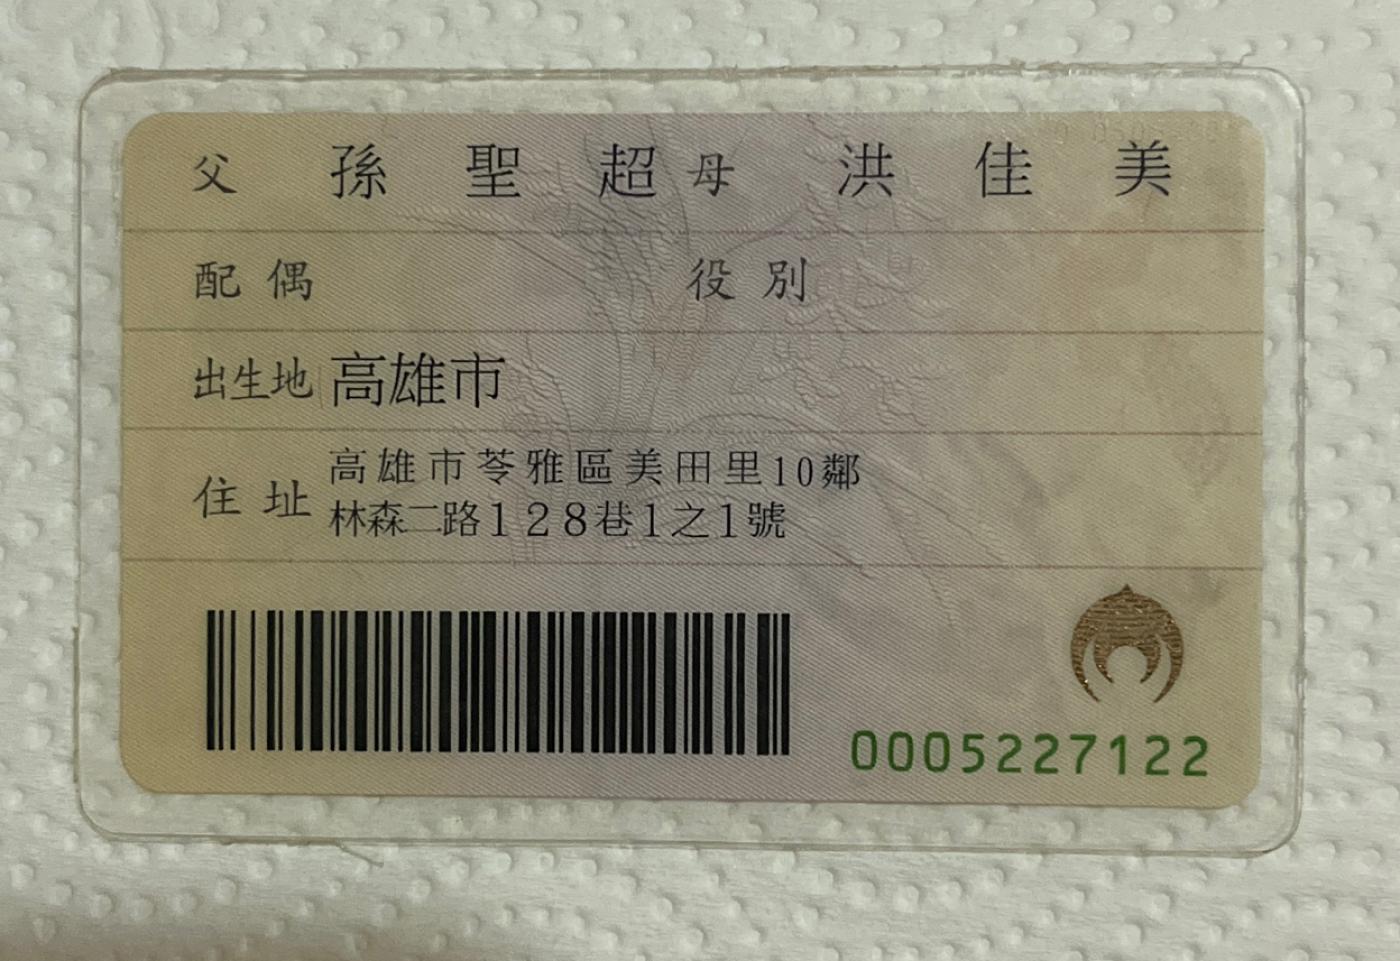 父 孫聖超 母 洪佳美
配偶 役別
出生地 高雄市
住址 高雄市苓雅區美田里10鄰
林森二路128巷1之1號
0005227122